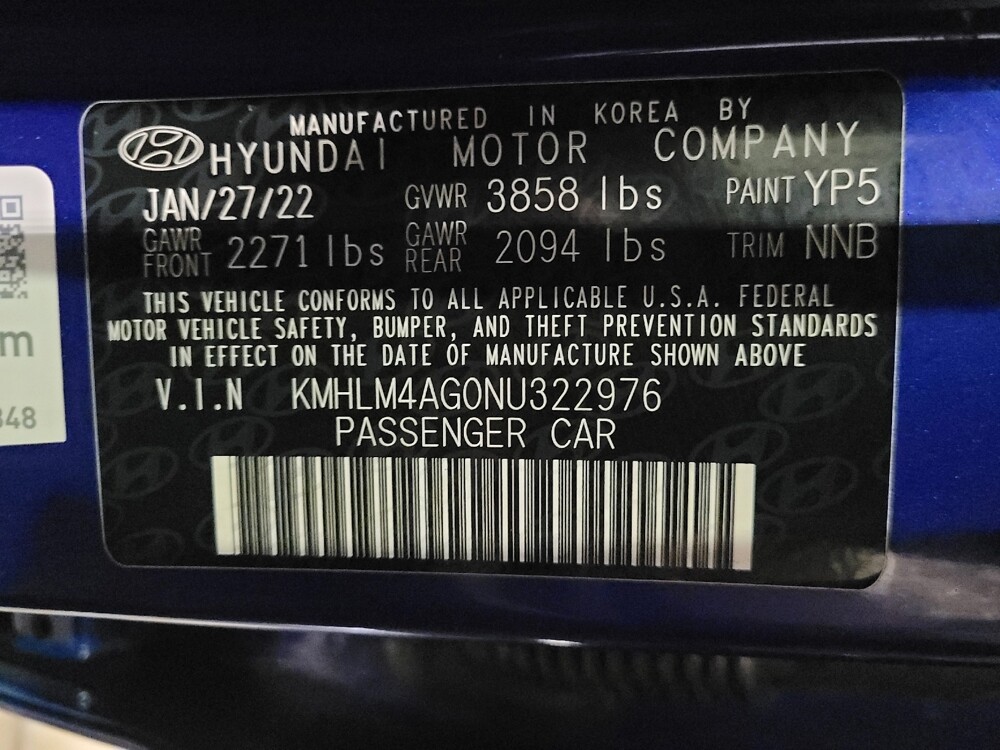 MANUFACTURED IN KOREA BY
HYUNDAI MOTOR COMPANY
JAN/27/22 GVWR 3858 lbs PAINT YP5
GAWR FRONT 2271 lbs GAWR REAR 2094 lbs TRIM NNB
THIS VEHICLE CONFORMS TO ALL APPLICABLE U.S.A. FEDERAL
MOTOR VEHICLE SAFETY, BUMPER, AND THEFT PREVENTION STANDARDS
IN EFFECT ON THE DATE OF MANUFACTURE SHOWN ABOVE
V.I.N KMHLM4AG0NU322976
PASSENGER CAR